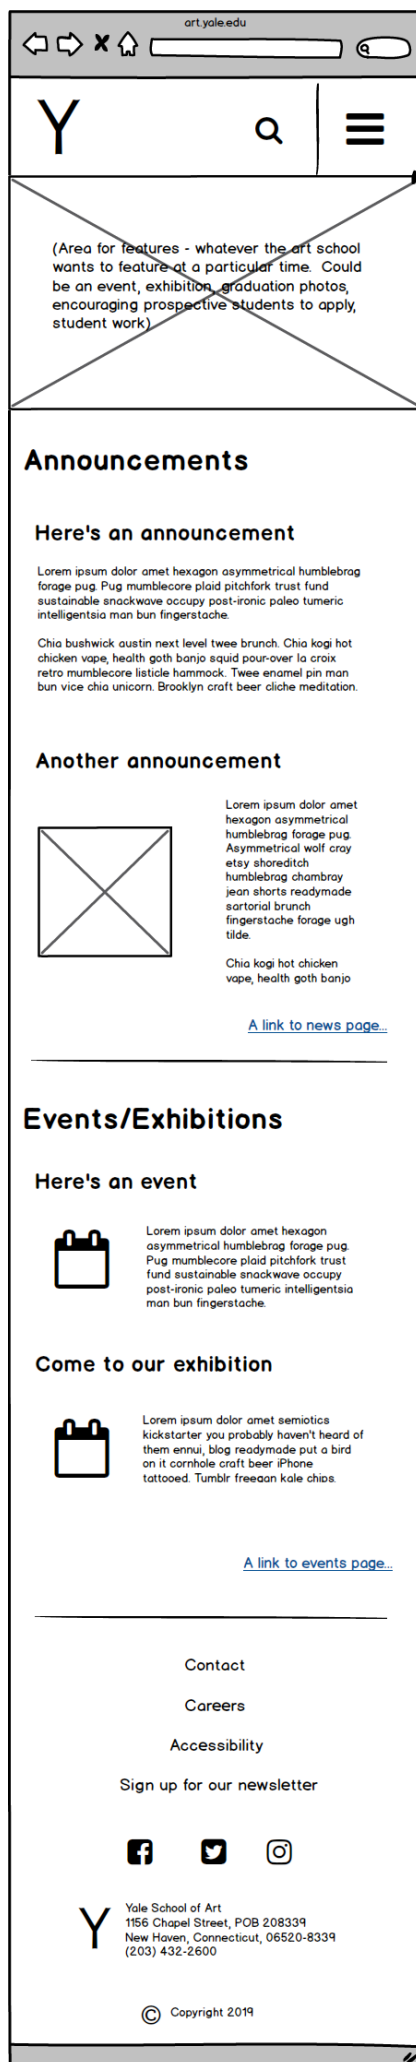 art.yale.edu
Y
(Area for features - whatever the art school
wants to feature at a particular time. Could
be an event, exhibition, graduation photos,
encouraging prospective students to apply,
student work)
Announcements
Here's an announcement
Lorem ipsum dolor amet hexagon asymmetrical humblebrag
forage pug. Pug mumblecore plaid pitchfork trust fund
sustainable snackwave occupy post-ironic paleo tumeric
intelligentsia man bun fingerstache.
Chia bushwick austin next level twee brunch. Chia kogi hot
chicken vape, health goth banjo squid pour-over la croix
retro mumblecore listicle hammock. Twee enamel pin man
bun vice chia unicorn. Brooklyn craft beer cliche meditation.
Another announcement
Lorem ipsum dolor amet
hexagon asymmetrical
humblebrag forage pug.
Asymmetrical wolf cray
etsy shoreditch
humblebrag chambray
jean shorts readymade
sartorial brunch
fingerstache forage ugh
tilde.
Chia kogi hot chicken
vape, health goth banjo
A link to news page...
Events/Exhibitions
Here's an event
Lorem ipsum dolor amet hexagon
asymmetrical humblebrag forage pug.
Pug mumblecore plaid pitchfork trust
fund sustainable snackwave occupy
post-ironic paleo tumeric intelligentsia
man bun fingerstache.
Come to our exhibition
Lorem ipsum dolor amet semiotics
kickstarter you probably haven't heard of
them ennui, blog readymade put a bird
on it cornhole craft beer iPhone
tattooed. Tumblr freegan kale chips.
A link to events page...
Contact
Careers
Accessibility
Sign up for our newsletter
Y
Yale School of Art
1156 Chapel Street, POB 208339
New Haven, Connecticut, 06520-8339
(203) 432-2600
© Copyright 2019